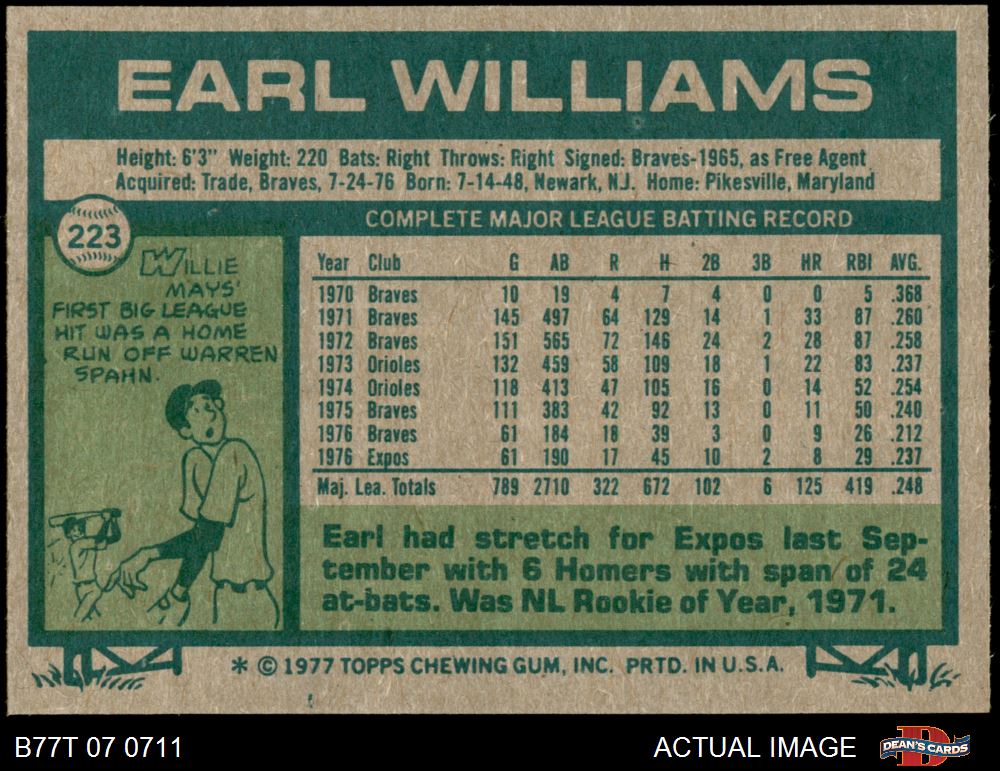 EARL WILLIAMS
Height: 6'3" Weight: 220 Bats: Right Throws: Right Signed: Braves-1965, as Free Agent
Acquired: Trade, Braves, 7-24-76 Born: 7-14-48, Newark, N.J. Home: Pikesville, Maryland
223
WILLIE
MAYS'
FIRST BIG LEAGUE
HIT WAS A HOME
RUN OFF WARREN
SPAHN.
COMPLETE MAJOR LEAGUE BATTING RECORD
Year Club G AB R H 2B 3B HR RBI AVG.
1970 Braves 10 19 4 7 4 0 0 5 .368
1971 Braves 145 497 64 129 14 1 33 87 .260
1972 Braves 151 565 72 146 24 2 28 87 .258
1973 Orioles 132 459 58 109 18 1 22 83 .237
1974 Orioles 118 413 47 105 16 0 14 52 .254
1975 Braves 111 383 42 92 13 0 11 50 .240
1976 Braves 61 184 18 39 3 0 9 26 .212
1976 Expos 61 190 17 45 10 2 8 29 .237
Maj. Lea. Totals 789 2710 322 672 102 6 125 419 .248
Earl had stretch for Expos last Sep-
tember with 6 Homers with span of 24
at-bats. Was NL Rookie of Year, 1971.
* © 1977 TOPPS CHEWING GUM, INC. PRTD. IN U.S.A.
B77T 07 0711
ACTUAL IMAGE
D
DEAN'S CARDS